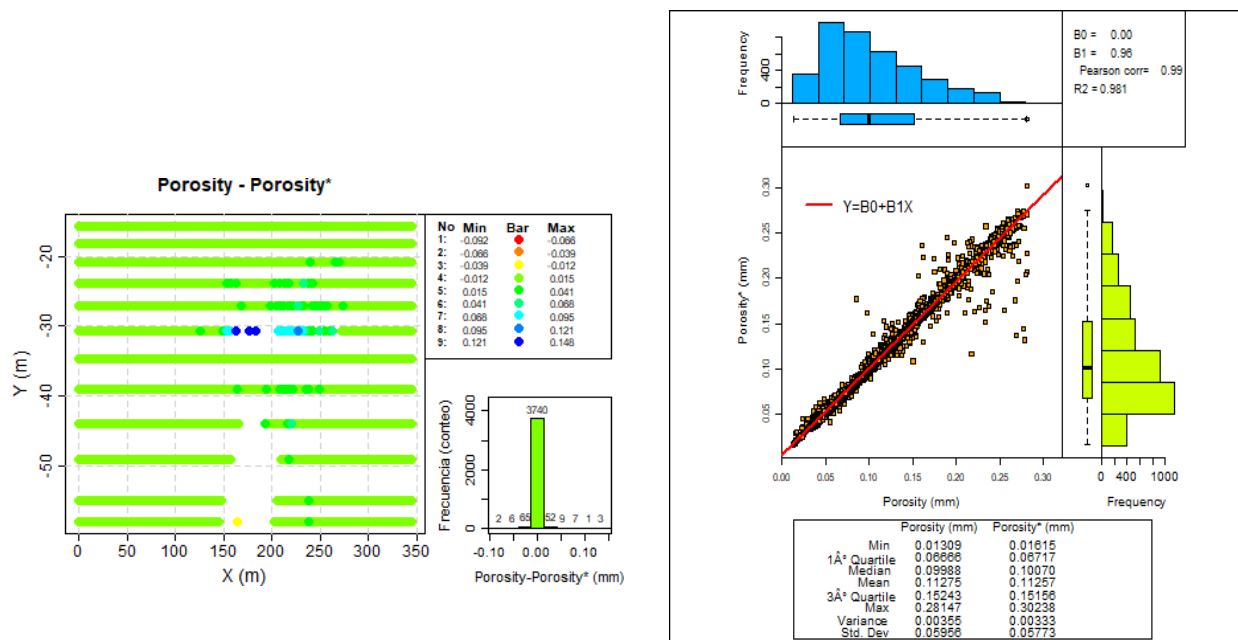 Porosity - Porosity*
-20
-30
-40
-50
Y (m)
0 50 100 150 200 250 300 350
X (m)
No Min Bar Max
1: -0.092 -0.066
2: -0.066 -0.039
3: -0.039 -0.012
4: -0.012 0.015
5: 0.015 0.041
6: 0.041 0.068
7: 0.068 0.095
8: 0.095 0.121
9: 0.121 0.148
Frecuencia (conteo)
4000
2000
0
3740
2 6 65 52 9 7 1 3
-0.10 0.00 0.10
Porosity-Porosity* (mm)
Frequency
400
0
B0 = 0.00
B1 = 0.96
Pearson corr= 0.99
R2 = 0.981
Y=B0+B1X
Porosity* (mm)
0.30
0.25
0.20
0.15
0.10
0.05
0.00 0.05 0.10 0.15 0.20 0.25 0.30
Porosity (mm)
0 400 1000
Frequency
Porosity (mm) Porosity* (mm)
Min 0.01309 0.01615
1Âº Quartile 0.06666 0.06717
Median 0.09988 0.10070
Mean 0.11275 0.11257
3Âº Quartile 0.15243 0.15156
Max 0.28147 0.30238
Variance 0.00355 0.00333
Std. Dev 0.05956 0.05773